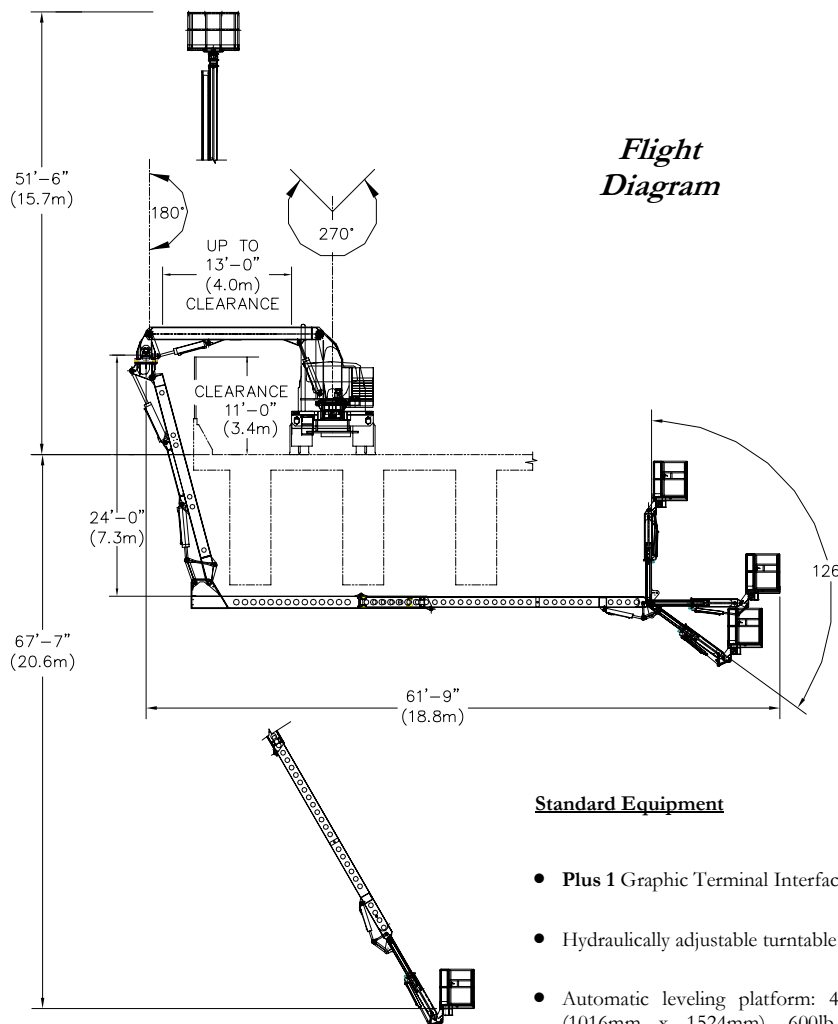 Flight
Diagram
51'-6"
(15.7m)
180°
270°
UP TO
13'-0"
(4.0m)
CLEARANCE
CLEARANCE
11'-0"
(3.4m)
24'-0"
(7.3m)
126
67'-7"
(20.6m)
61'-9"
(18.8m)
Standard Equipment
• Plus 1 Graphic Terminal Interfac
• Hydraulically adjustable turntable
• Automatic leveling platform: 4
(1016mm x 1524mm), 600lb